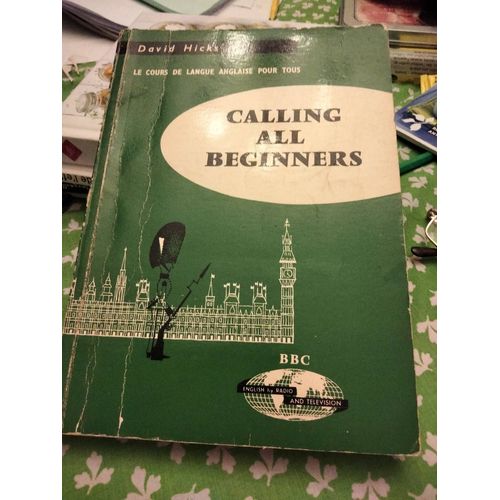 David Hicks
LE COURS DE LANGUE ANGLAISE POUR TOUS
CALLING
ALL
BEGINNERS
BBC
ENGLISH by RADIO
AND TELEVISION